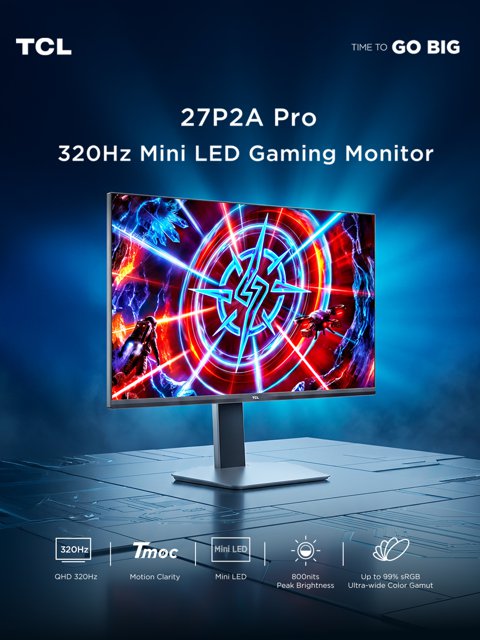 TCL
TIME TO GO BIG
27P2A Pro
320Hz Mini LED Gaming Monitor
TCL
320Hz
Tmoc
Mini LED
QHD 320Hz
Motion Clarity
Mini LED
800nits
Peak Brightness
Up to 99% sRGB
Ultra-wide Color Gamut